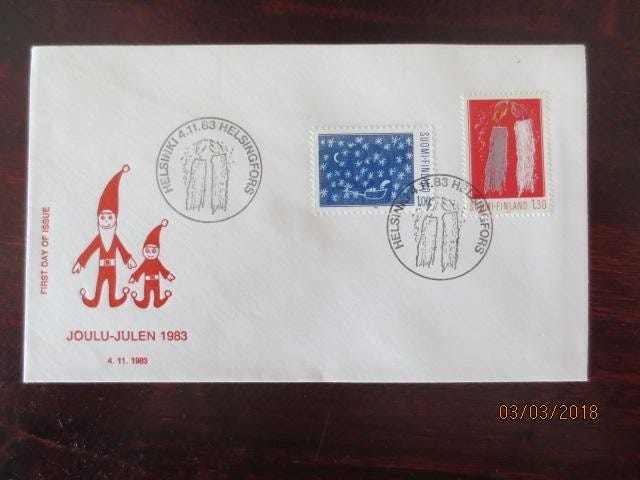 FIRST DAY OF ISSUE
JOULU-JULEN 1983
4. 11. 1983
HELSINKI 4.11.83 HELSINGFORS
SUOMI-FINLAND
1.00
SUOMI-FINLAND 1.30
HELSINKI 4.11.83 HELSINGFORS
03/03/2018